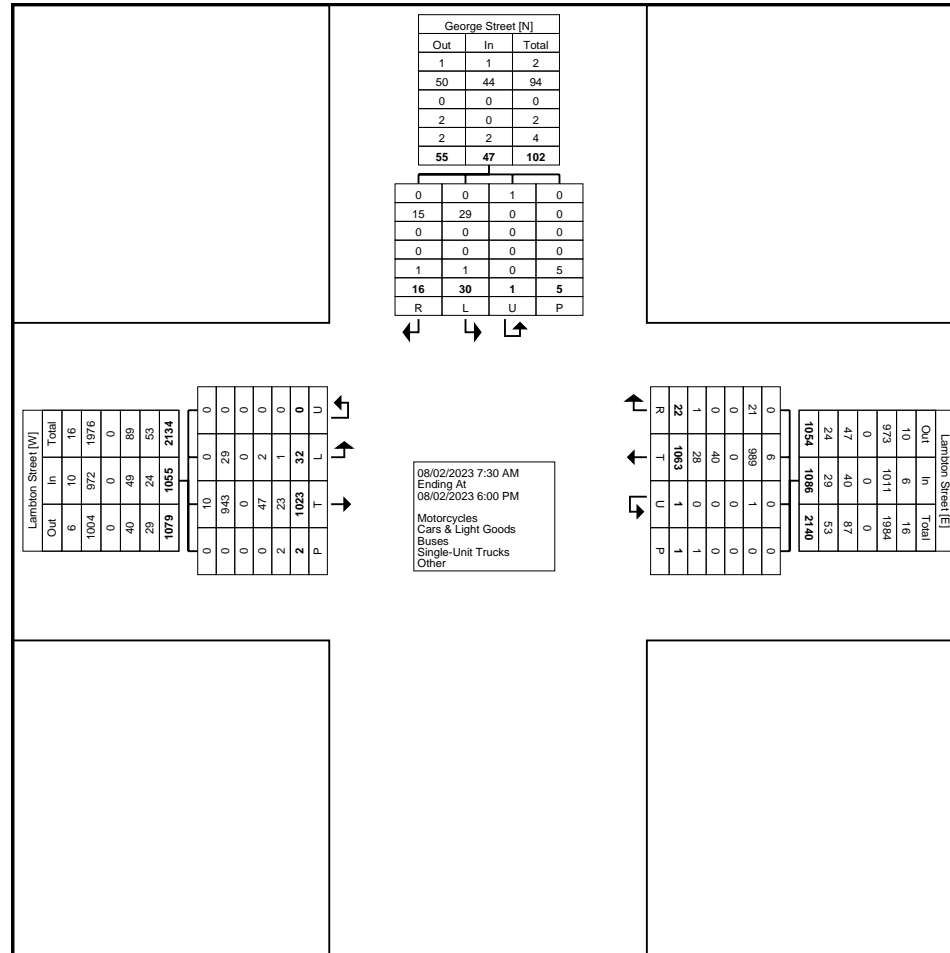 George Street [N]
Out In Total
1 1 2
50 44 94
0 0 0
2 0 2
2 2 4
55 47 102
0 0 1 0
15 29 0 0
0 0 0 0
0 0 0 0
1 1 0 5
16 30 1 5
R L U P
Lambton Street [W]
Total In Out
16 10 6
1976 972 1004
0 0 0
89 49 40
53 24 29
2134 1055 1079
0 0 10 0
0 29 943 0
0 0 0 0
0 2 47 0
0 1 23 2
0 32 1023 2
U L T P
08/02/2023 7:30 AM
Ending At
08/02/2023 6:00 PM
Motorcycles
Cars & Light Goods
Buses
Single-Unit Trucks
Other
R T U P
22 1063 1 1
1 28 0 1
0 40 0 0
0 0 0 0
21 989 1 0
0 6 0 0
Lambton Street [E]
Out In Total
10 6 16
973 1011 1984
0 0 0
47 40 87
24 29 53
1054 1086 2140